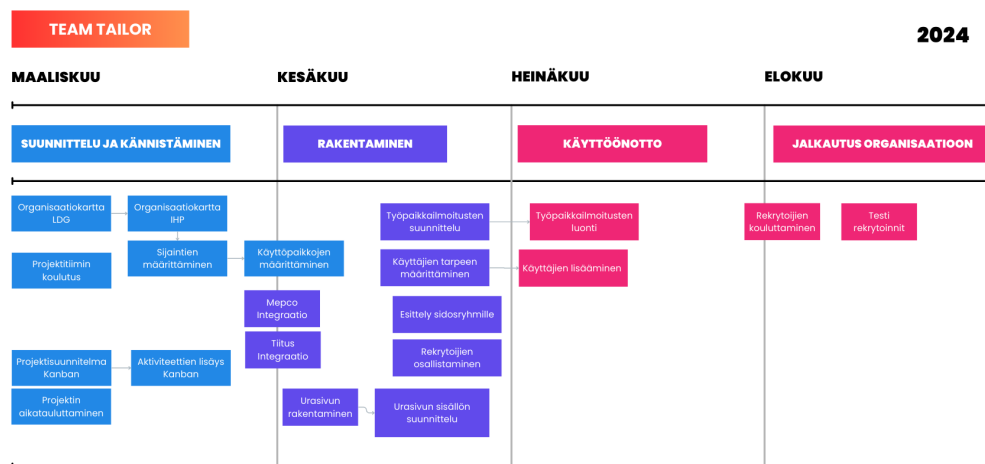 TEAM TAILOR
2024
MAALISKUU
KESÄKUU
HEINÄKUU
ELOKUU
SUUNNITTELU JA KÄNNISTÄMINEN
RAKENTAMINEN
KÄYTTÖÖNOTTO
JALKAUTUS ORGANISAATIOON
Organisaatiokartta
LDG
Organisaatiokartta
IHP
Sijaintien
määrittäminen
Käyttöpaikkojen
määrittäminen
Projektitiimin
koulutus
Projektisuunnitelma
Kanban
Aktiviteettien lisäys
Kanban
Projektin
aikatauluttaminen
Mepco
Integraatio
Tiitus
Integraatio
Urasivun
rakentaminen
Urasivun sisällön
suunnittelu
Työpaikkailmoitusten
suunnittelu
Käyttäjien tarpeen
määrittäminen
Esittely sidosryhmille
Rekrytoijien
osallistaminen
Työpaikkailmoitusten
luonti
Käyttäjien lisääminen
Rekrytoijien
kouluttaminen
Testi
rekrytoinnit